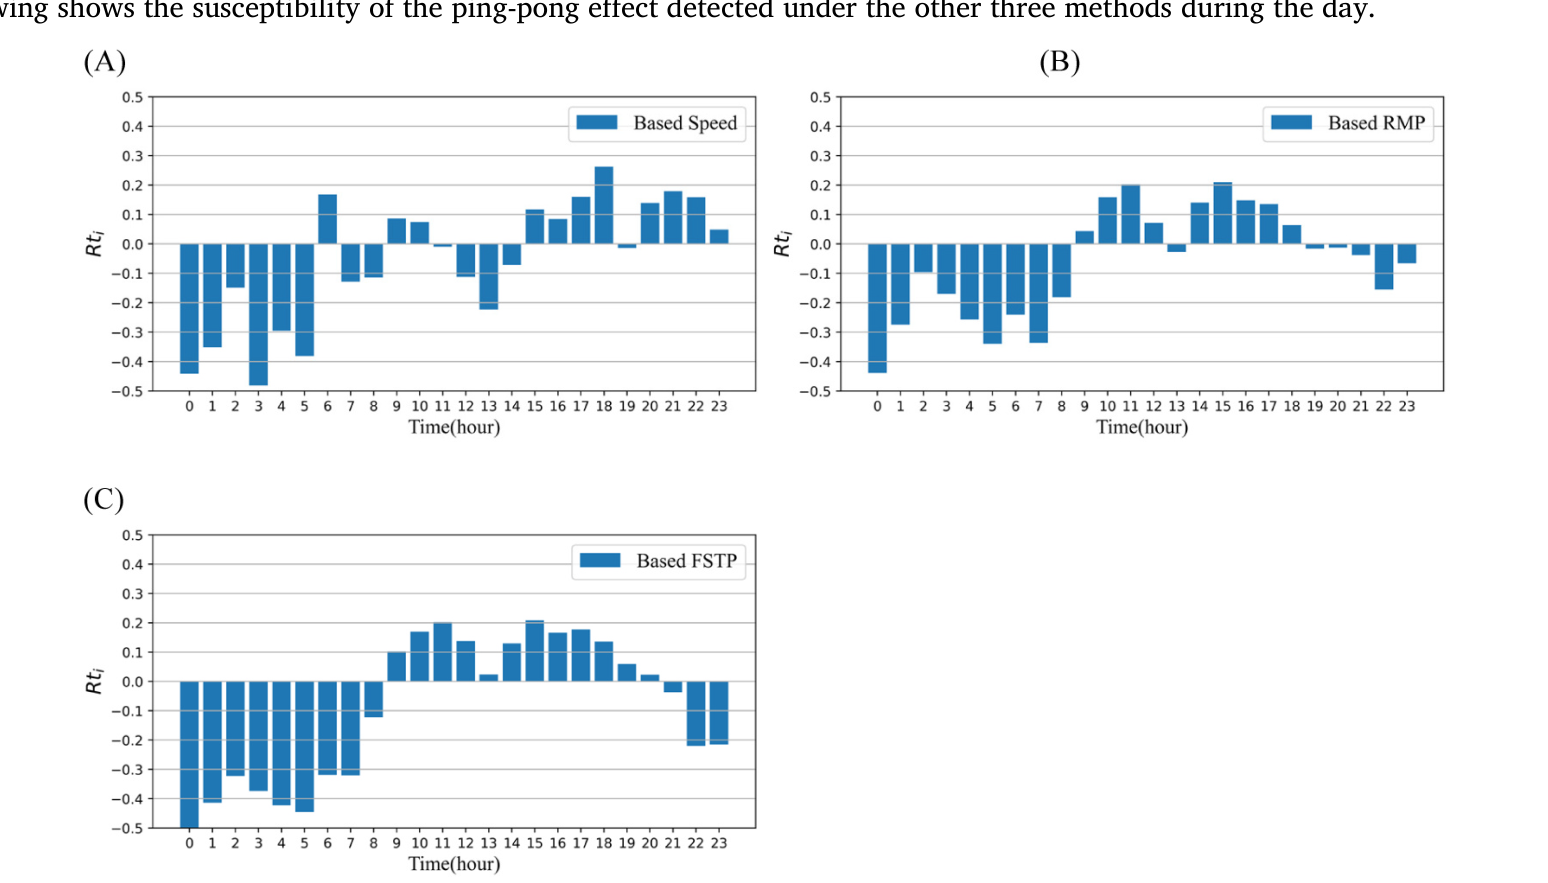 wing shows the susceptibility of the ping-pong effect detected under the other three methods during the day.
(A)
0.5
0.4
0.3
0.2
0.1
0.0
−0.1
−0.2
−0.3
−0.4
−0.5
Rti
Based Speed
0 1 2 3 4 5 6 7 8 9 10 11 12 13 14 15 16 17 18 19 20 21 22 23
Time(hour)
(B)
0.5
0.4
0.3
0.2
0.1
0.0
−0.1
−0.2
−0.3
−0.4
−0.5
Rti
Based RMP
0 1 2 3 4 5 6 7 8 9 10 11 12 13 14 15 16 17 18 19 20 21 22 23
Time(hour)
(C)
0.5
0.4
0.3
0.2
0.1
0.0
−0.1
−0.2
−0.3
−0.4
−0.5
Rti
Based FSTP
0 1 2 3 4 5 6 7 8 9 10 11 12 13 14 15 16 17 18 19 20 21 22 23
Time(hour)